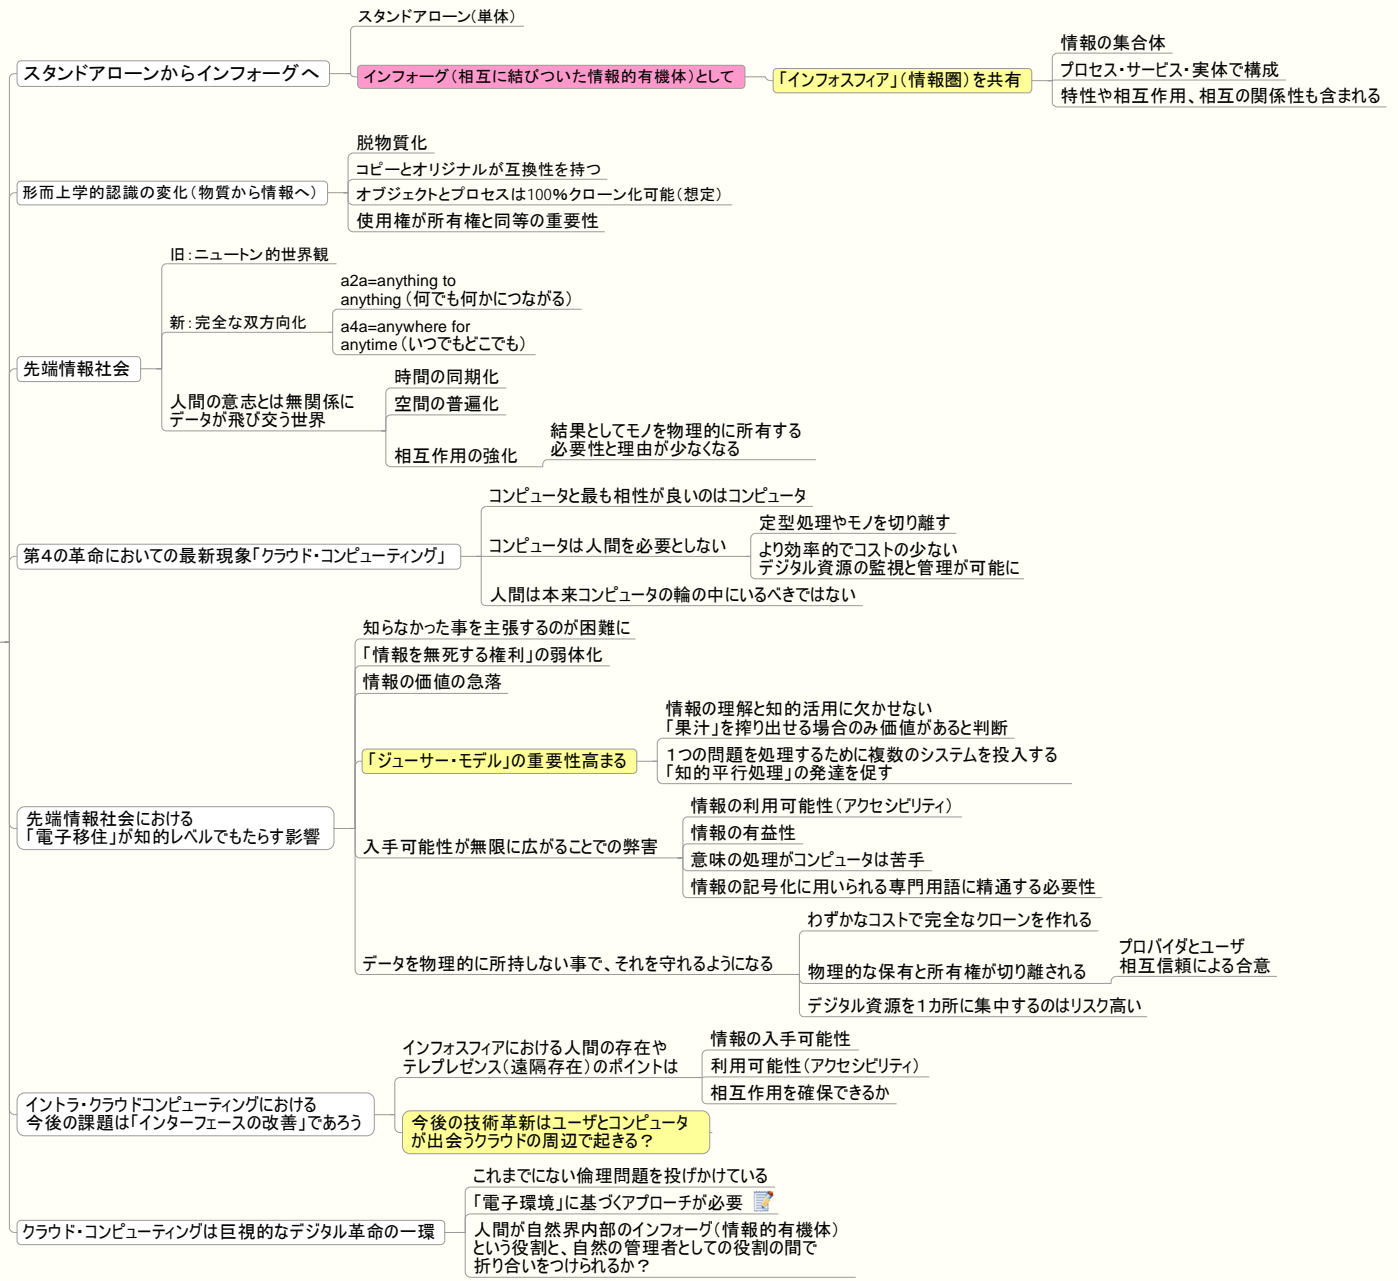 スタンドアローンからインフォーグへ
スタンドアローン(単体)
インフォーグ(相互に結びついた情報的有機体)として
「インフォスフィア」(情報圏)を共有
情報の集合体
プロセス・サービス・実体で構成
特性や相互作用、相互の関係性も含まれる
形而上学的認識の変化(物質から情報へ)
脱物質化
コピーとオリジナルが互換性を持つ
オブジェクトとプロセスは100%クローン化可能(想定)
使用権が所有権と同等の重要性
先端情報社会
旧:ニュートン的世界観
新:完全な双方向化
a2a=anything to
anything(何でも何かにつながる)
a4a=anywhere for
anytime(いつでもどこでも)
人間の意志とは無関係に
データが飛び交う世界
時間の同期化
空間の普遍化
相互作用の強化
結果としてモノを物理的に所有する
必要性と理由が少なくなる
第4の革命においての最新現象「クラウド・コンピューティング」
コンピュータと最も相性が良いのはコンピュータ
コンピュータは人間を必要としない
定型処理やモノを切り離す
より効率的でコストの少ない
デジタル資源の監視と管理が可能に
人間は本来コンピュータの輪の中にいるべきではない
先端情報社会における
「電子移住」が知的レベルでもたらす影響
知らなかった事を主張するのが困難に
「情報を無死する権利」の弱体化
情報の価値の急落
「ジューサー・モデル」の重要性高まる
情報の理解と知的活用に欠かせない
「果汁」を搾り出せる場合のみ価値があると判断
1つの問題を処理するために複数のシステムを投入する
「知的平行処理」の発達を促す
入手可能性が無限に広がることでの弊害
情報の利用可能性(アクセシビリティ)
情報の有益性
意味の処理がコンピュータは苦手
情報の記号化に用いられる専門用語に精通する必要性
データを物理的に所持しない事で、それを守れるようになる
わずかなコストで完全なクローンを作れる
物理的な保有と所有権が切り離される
プロバイダとユーザ
相互信頼による合意
デジタル資源を1カ所に集中するのはリスク高い
イントラ・クラウドコンピューティングにおける
今後の課題は「インターフェースの改善」であろう
インフォスフィアにおける人間の存在や
テレプレゼンス(遠隔存在)のポイントは
情報の入手可能性
利用可能性(アクセシビリティ)
相互作用を確保できるか
今後の技術革新はユーザとコンピュータ
が出会うクラウドの周辺で起きる?
クラウド・コンピューティングは巨視的なデジタル革命の一環
これまでにない倫理問題を投げかけている
「電子環境」に基づくアプローチが必要
人間が自然界内部のインフォーグ(情報的有機体)
という役割と、自然の管理者としての役割の間で
折り合いをつけられるか?